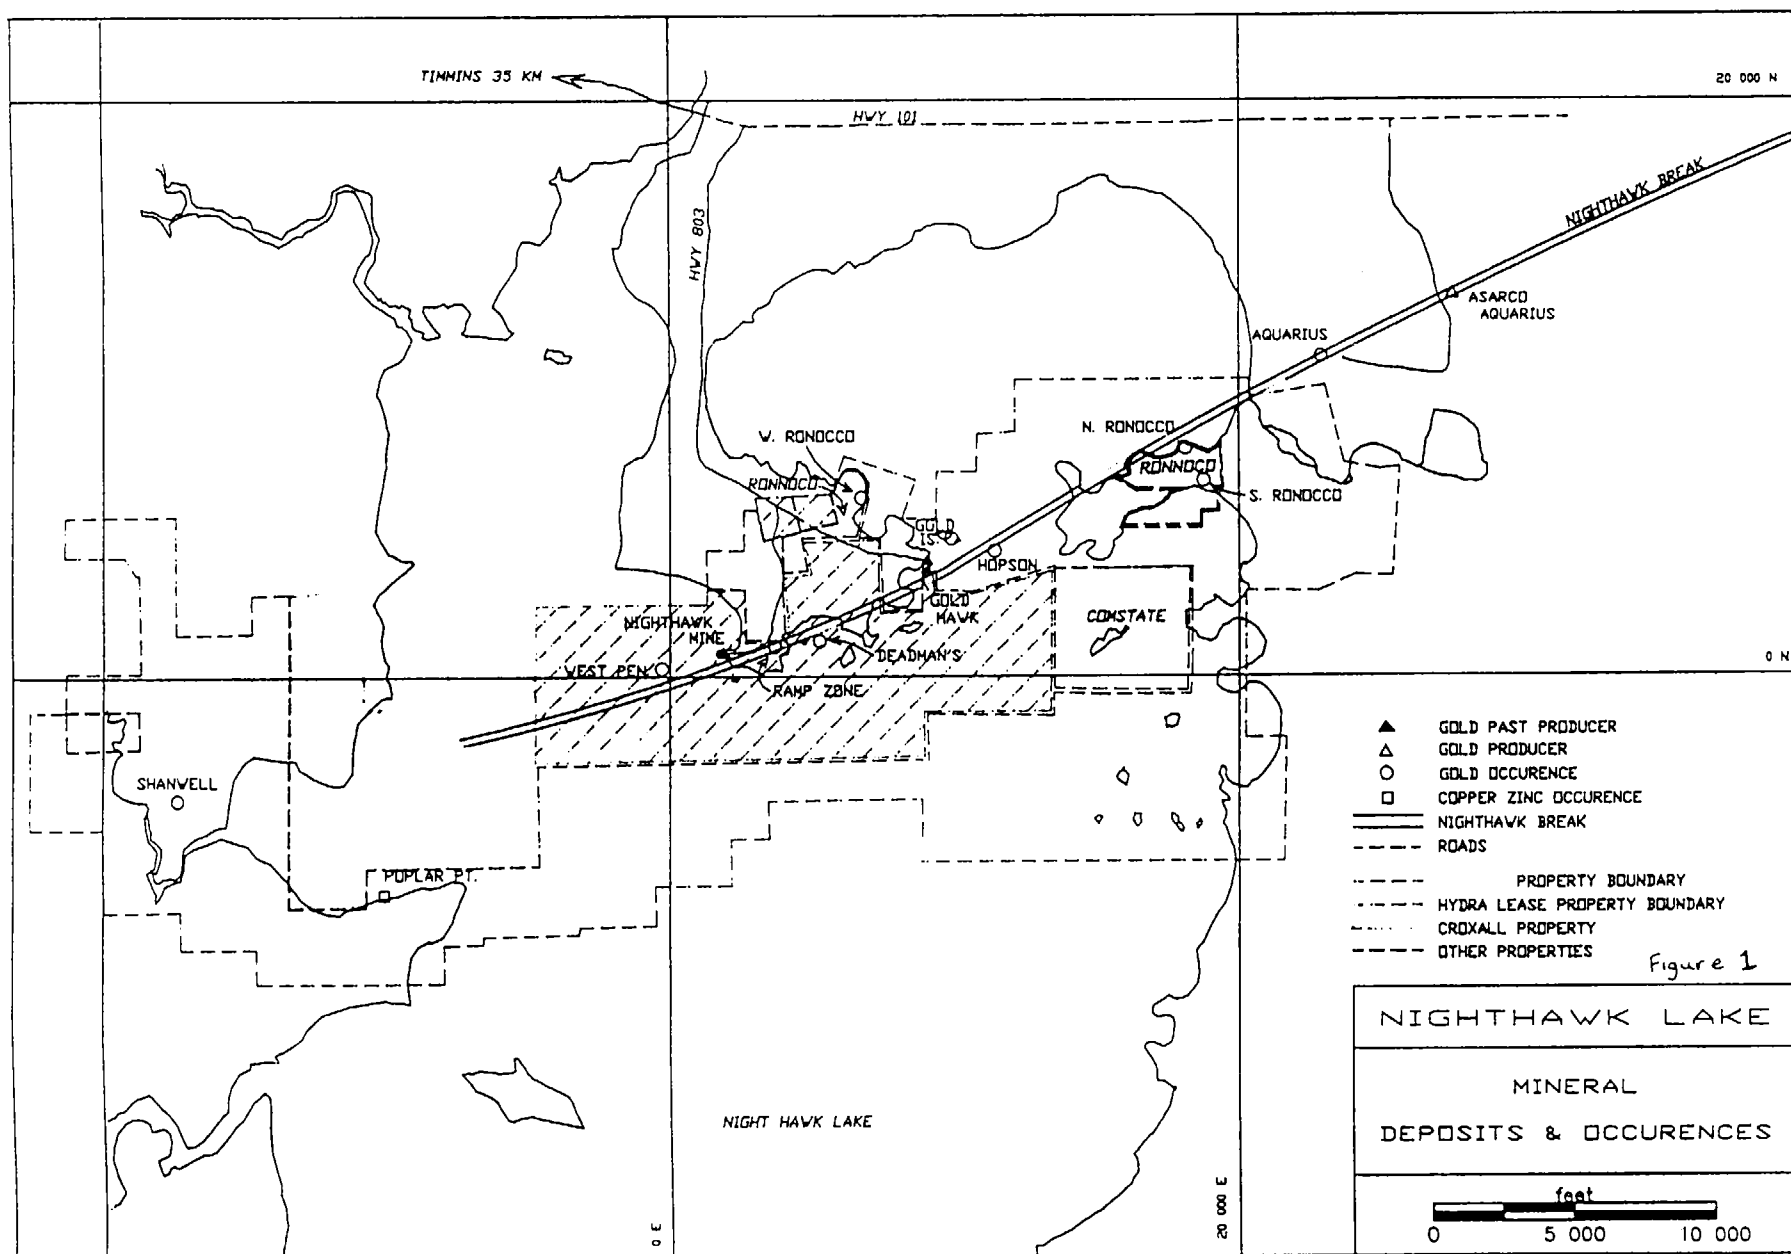 TIMMINS 35 KM
20 000 N
HWY 101
HWY 803
NIGHTHAWK BREAK
ASARCO
AQUARIUS
AQUARIUS
W. RONOCCO
N. RONOCCO
RONNOCO
RONNOCO
S. RONOCCO
GOLD
IS.
HOPSON
GOLD
HAWK
COMSTATE
NIGHTHAWK
MINE
DEADMAN'S
WEST PEN
RAMP ZONE
0 N
SHANWELL
POPLAR PT.
NIGHT HAWK LAKE
0 E
20 000 E
GOLD PAST PRODUCER
GOLD PRODUCER
GOLD OCCURENCE
COPPER ZINC OCCURENCE
NIGHTHAWK BREAK
ROADS
PROPERTY BOUNDARY
HYDRA LEASE PROPERTY BOUNDARY
CROXALL PROPERTY
OTHER PROPERTIES
Figure 1
NIGHTHAWK LAKE
MINERAL
DEPOSITS & OCCURENCES
feet
0 5 000 10 000